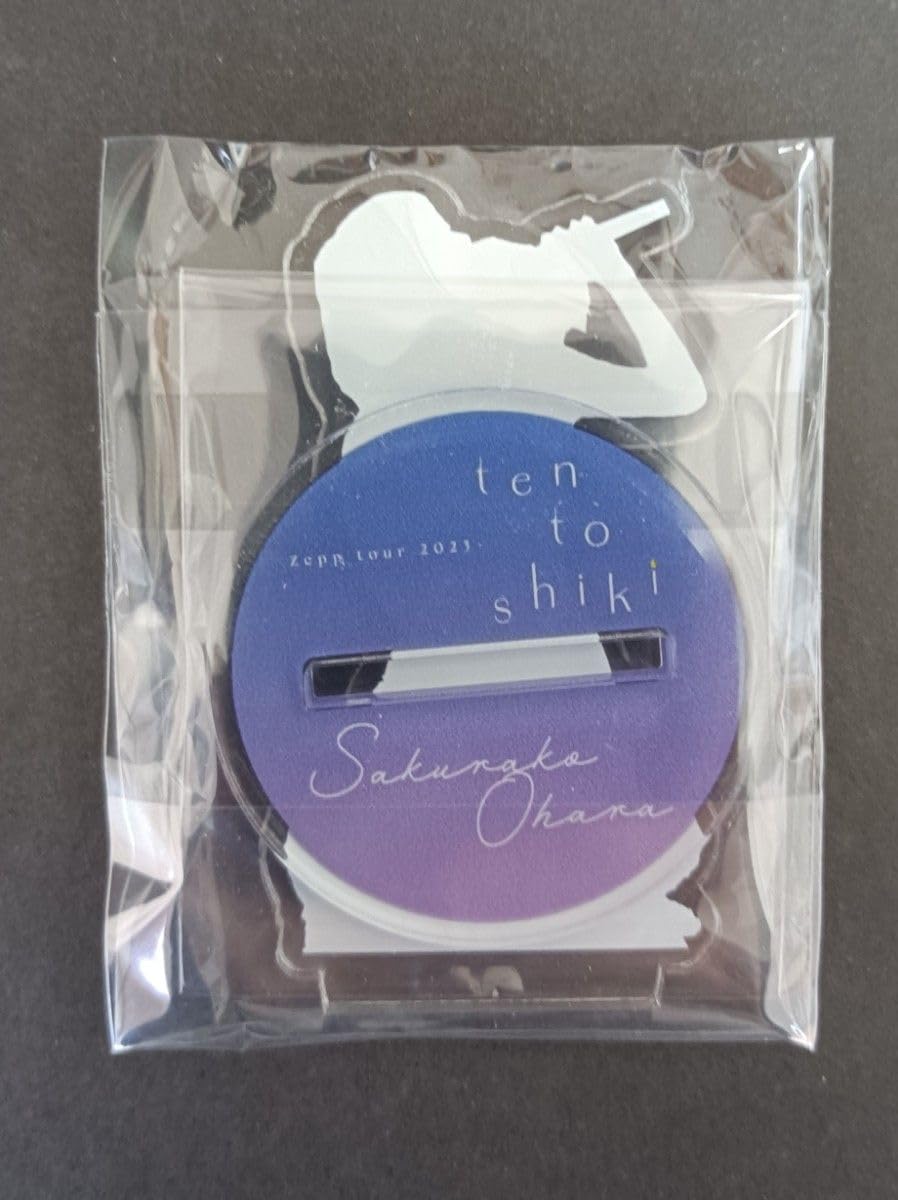 ten
to
shiki
Zepp tour 2023
Sakurako
Ohara